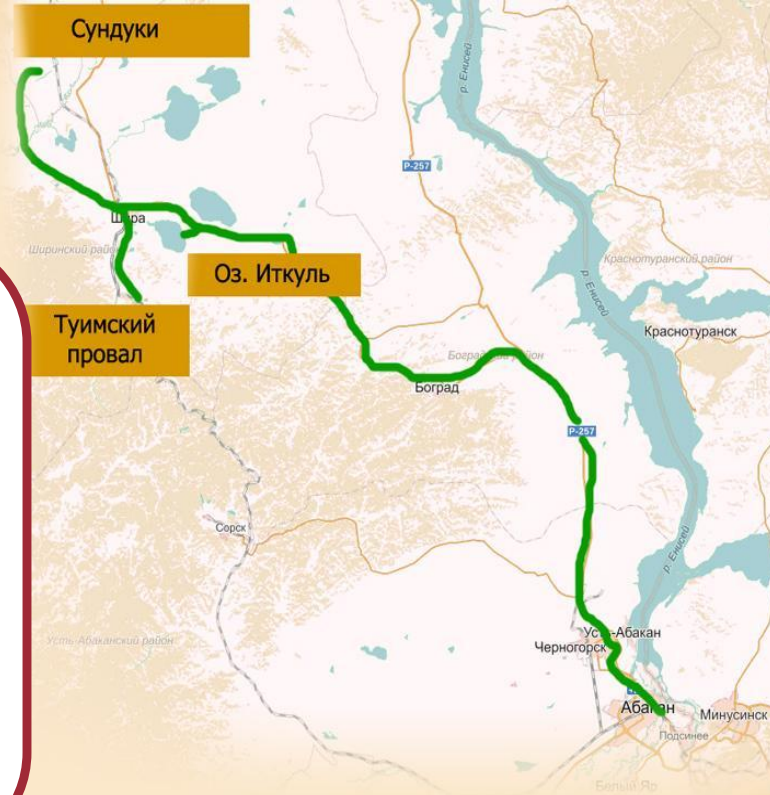 Сундуки
р. Енисей
Р-257
Шира
Ширинский район
Оз. Иткуль
Краснотуранский район
р. Енисей
Туимский
провал
Краснотуранск
Боградский район
Боград
Р-257
Сорск
р. Енисей
Усть-Абаканский район
Усть-Абакан
Черногорск
Абакан
Минусинск
Подсинее
Белый Яр